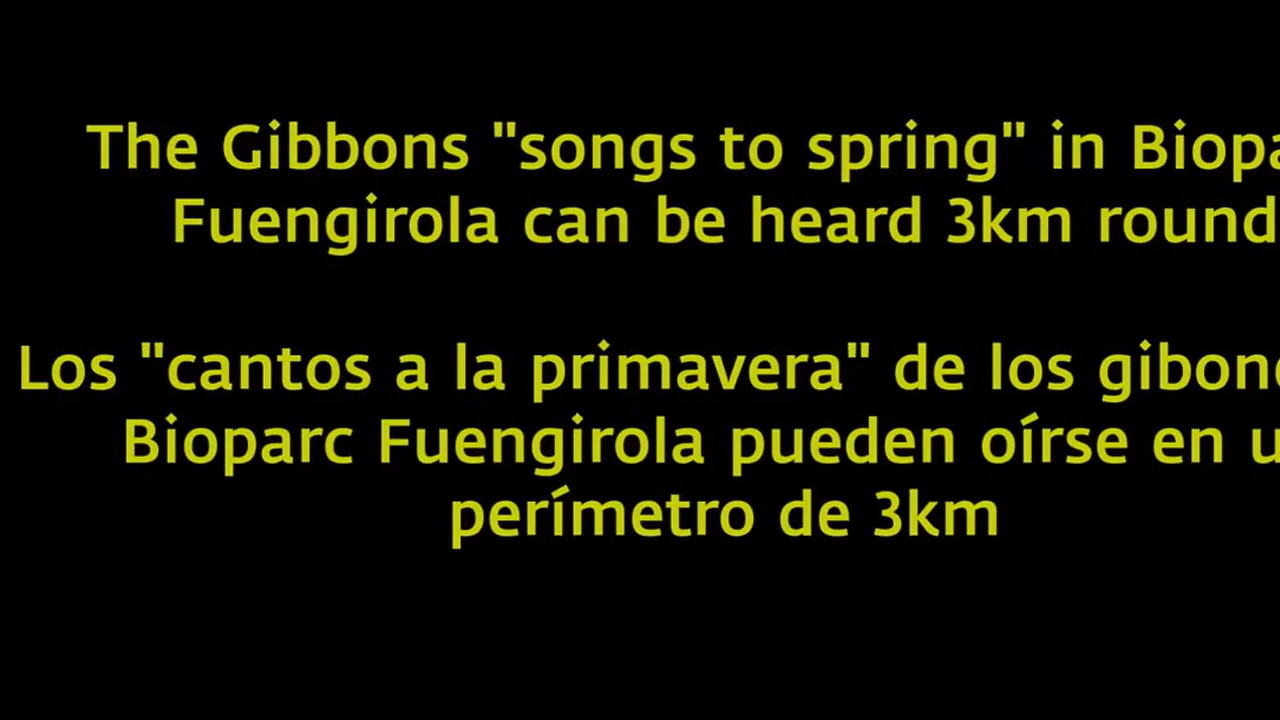 The Gibbons "songs to spring" in Biopa
Fuengirola can be heard 3km round
Los "cantos a la primavera" de los gibon
Bioparc Fuengirola pueden oírse en u
perímetro de 3km